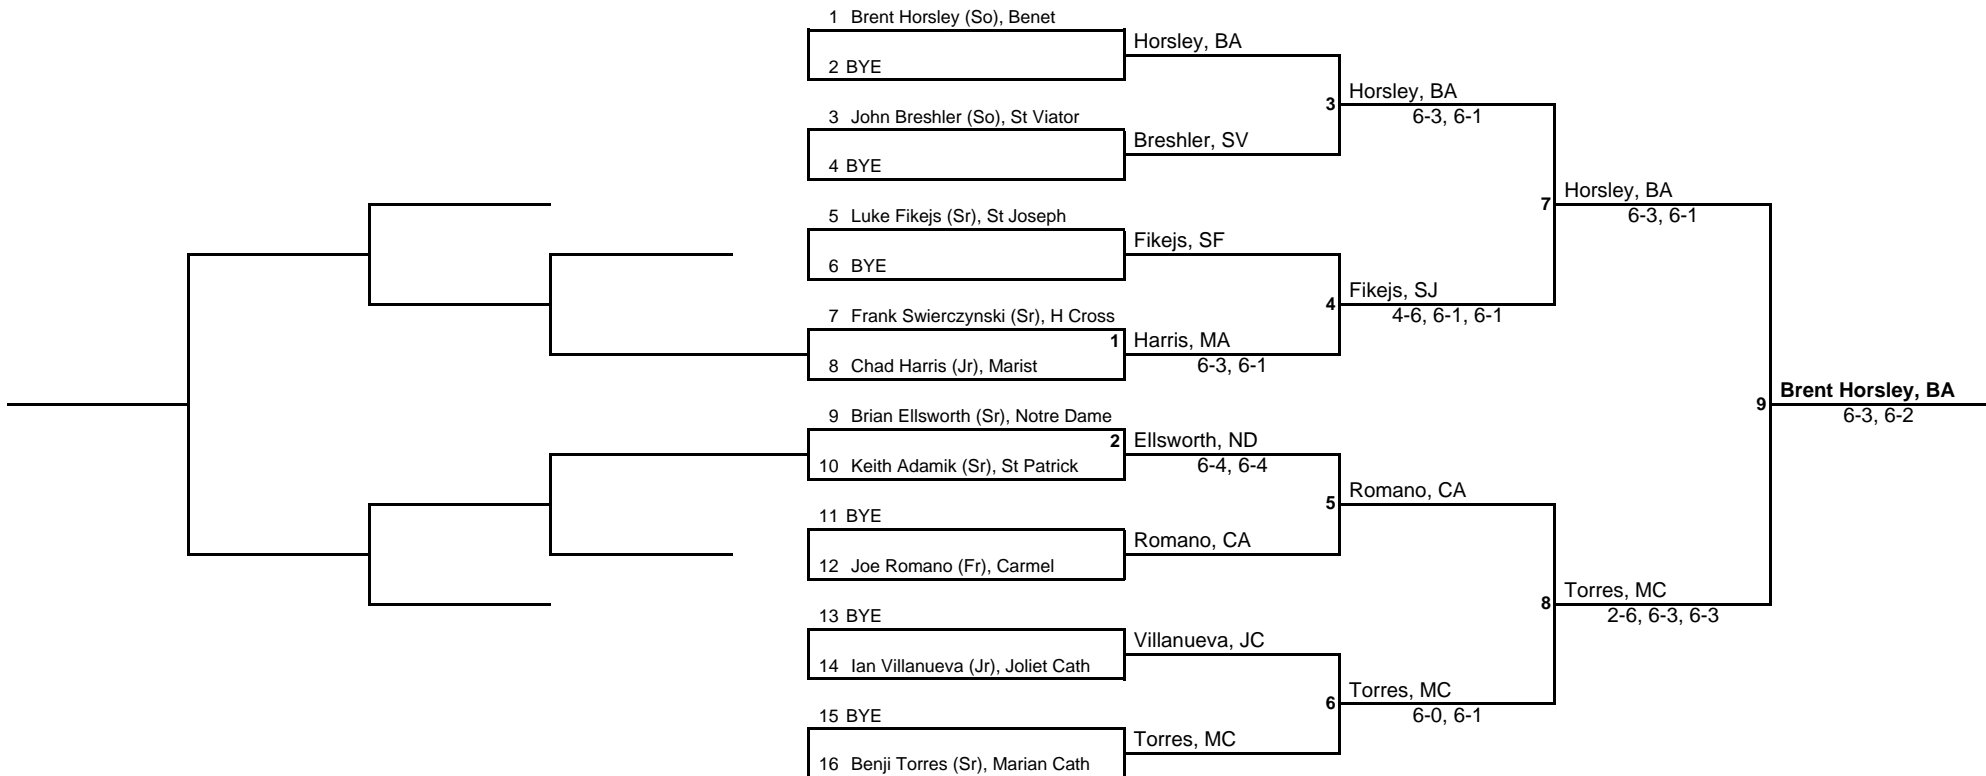 1 Brent Horsley (So), Benet
Horsley, BA
2 BYE
Horsley, BA
3
6-3, 6-1
3 John Breshler (So), St Viator
Breshler, SV
4 BYE
Horsley, BA
7
6-3, 6-1
5 Luke Fikejs (Sr), St Joseph
Fikejs, SF
6 BYE
Fikejs, SJ
4
4-6, 6-1, 6-1
7 Frank Swierczynski (Sr), H Cross
1 Harris, MA
8 Chad Harris (Jr), Marist
6-3, 6-1
Brent Horsley, BA
9
6-3, 6-2
9 Brian Ellsworth (Sr), Notre Dame
2 Ellsworth, ND
10 Keith Adamik (Sr), St Patrick
6-4, 6-4
Romano, CA
5
11 BYE
Romano, CA
12 Joe Romano (Fr), Carmel
Torres, MC
8
2-6, 6-3, 6-3
13 BYE
Villanueva, JC
14 Ian Villanueva (Jr), Joliet Cath
Torres, MC
6
6-0, 6-1
15 BYE
Torres, MC
16 Benji Torres (Sr), Marian Cath